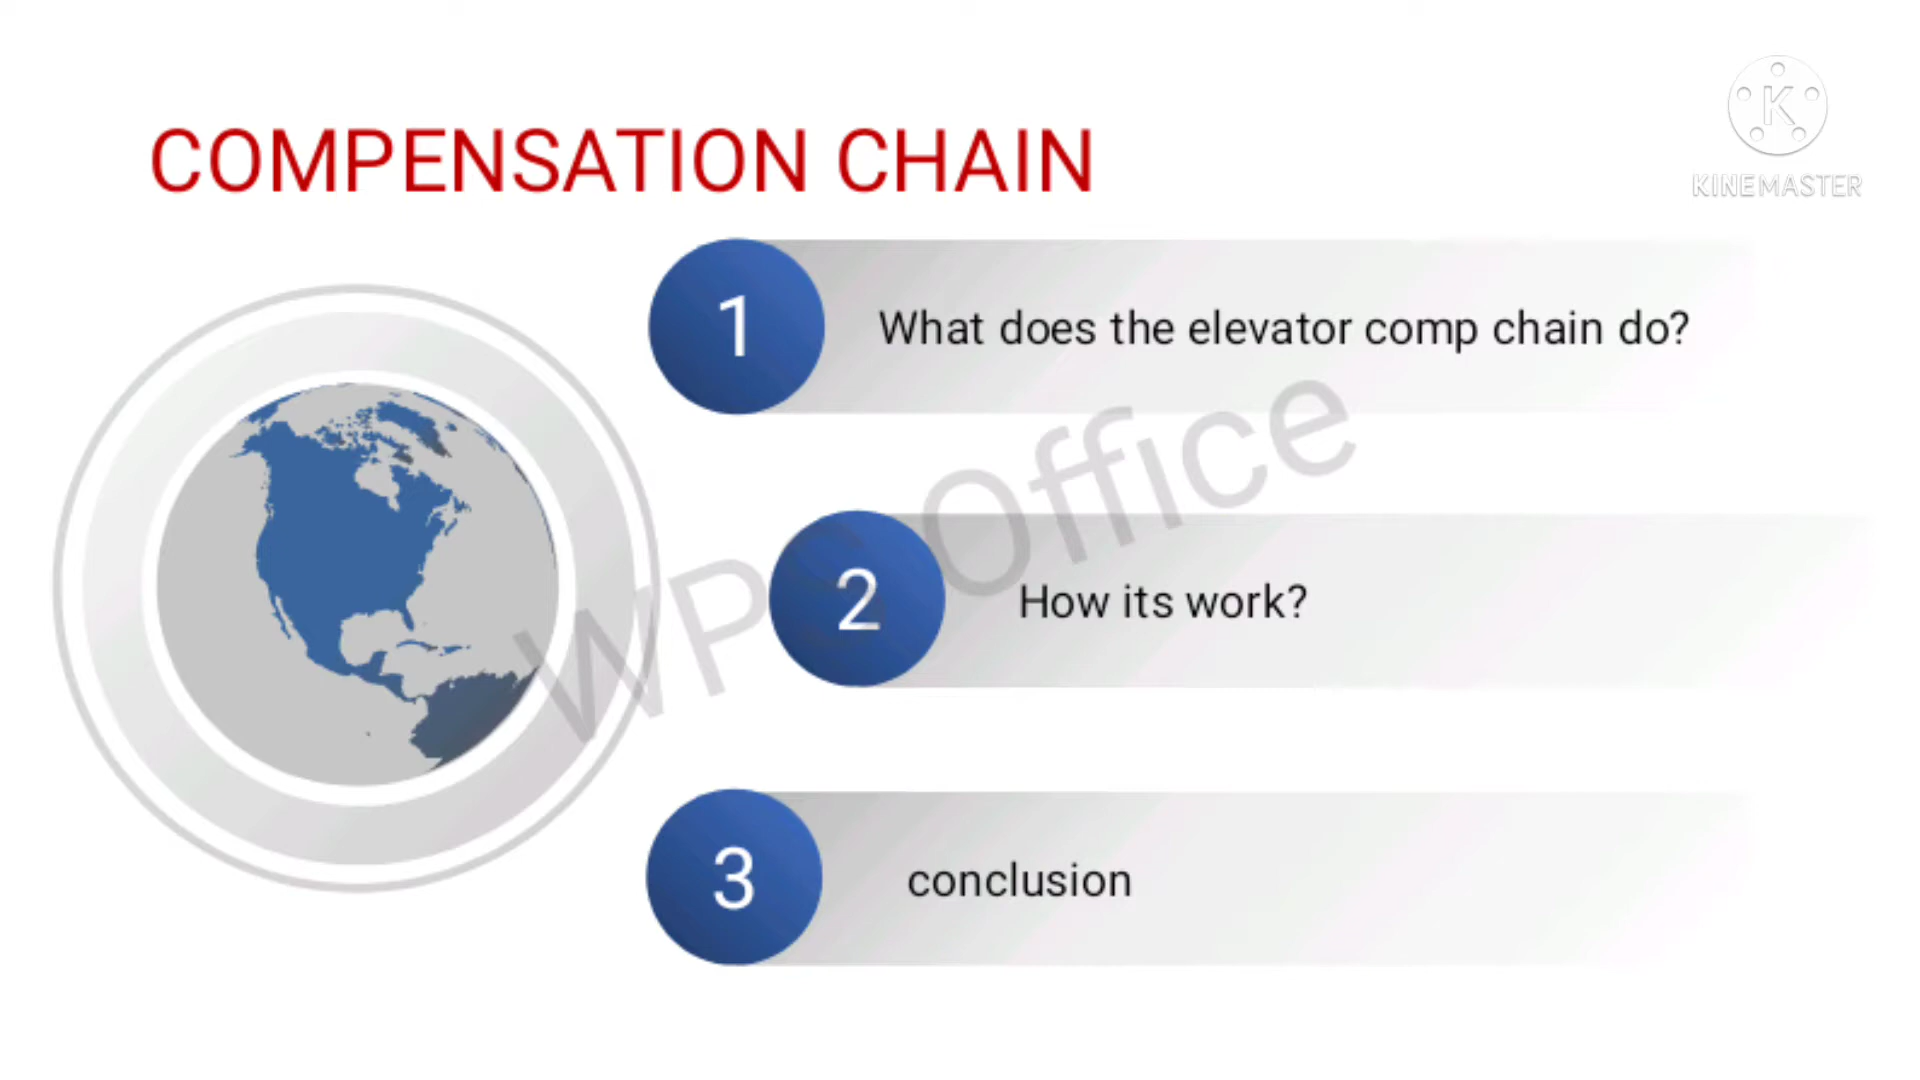 K
KINEMASTER
COMPENSATION CHAIN
1
What does the elevator comp chain do?
2
How its work?
3
conclusion
WPS Office